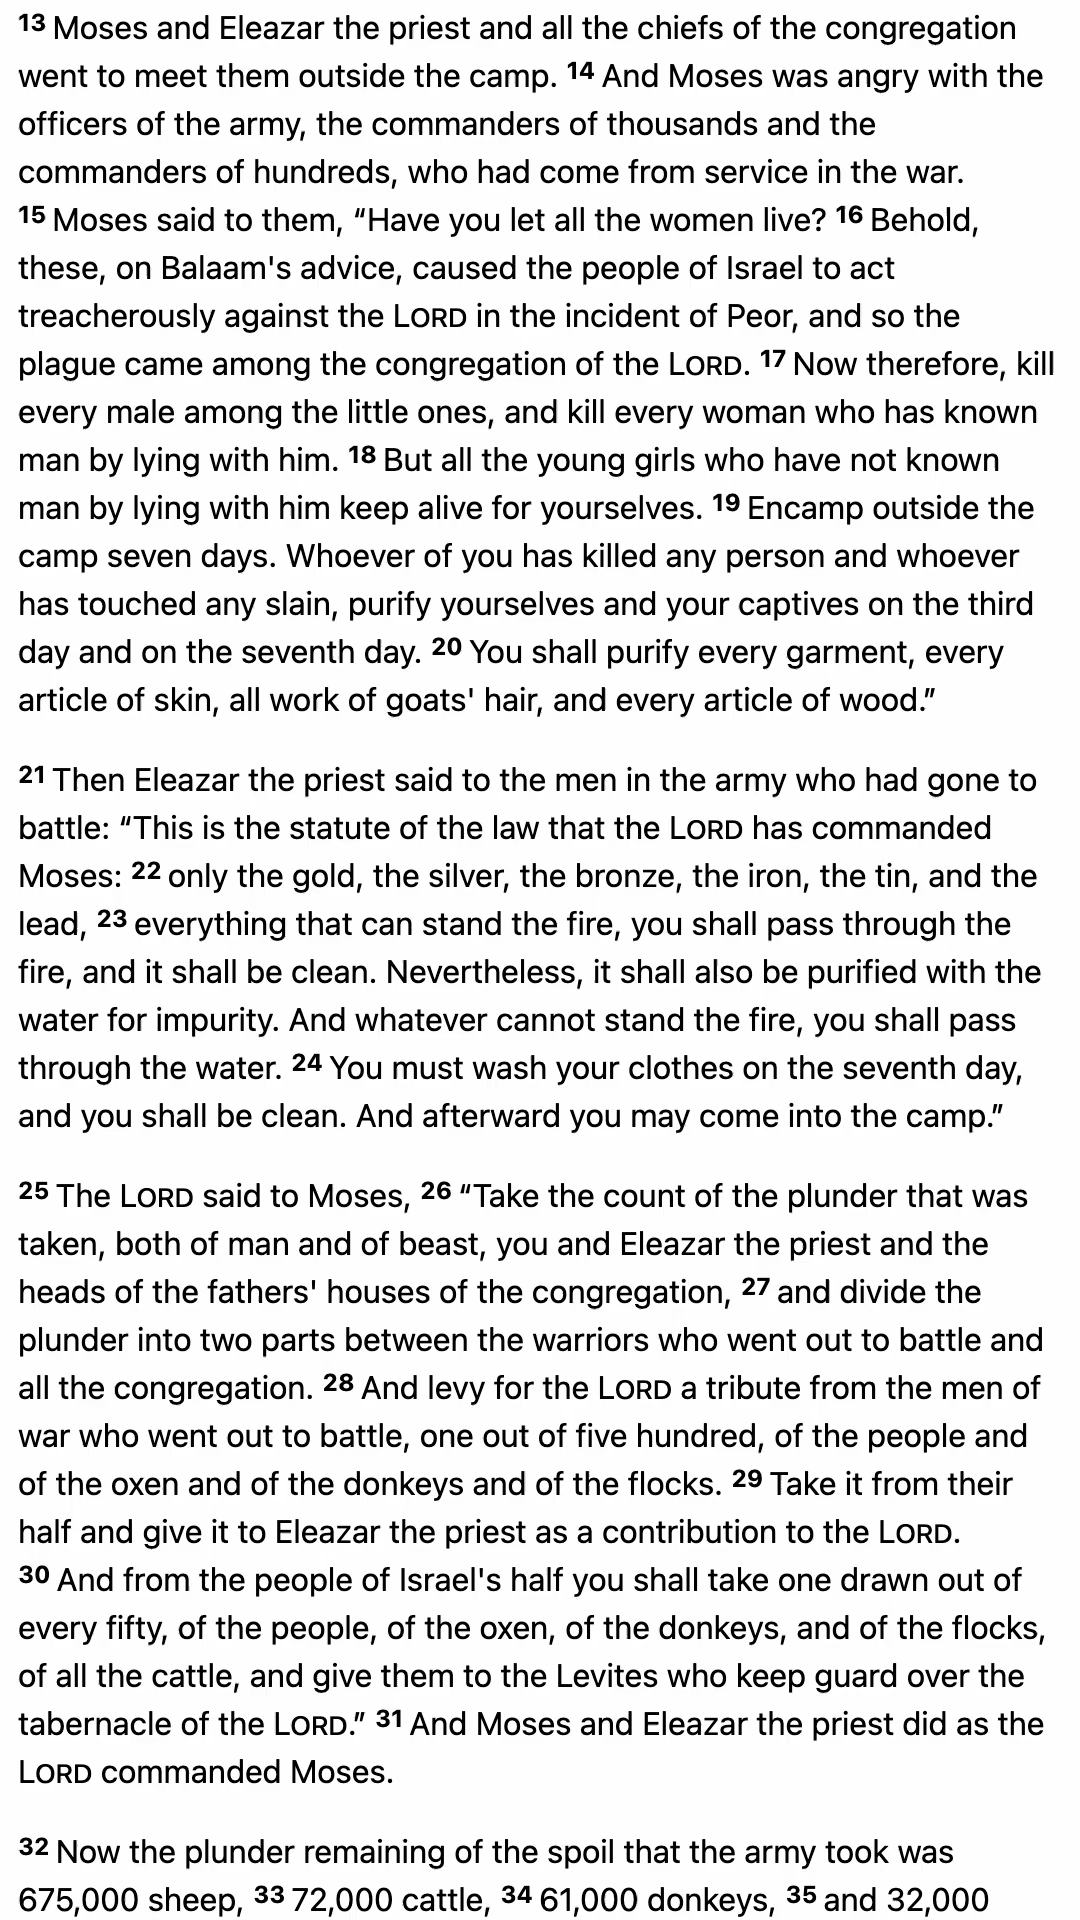 13 Moses and Eleazar the priest and all the chiefs of the congregation
went to meet them outside the camp. 14 And Moses was angry with the
officers of the army, the commanders of thousands and the
commanders of hundreds, who had come from service in the war.
15 Moses said to them, “Have you let all the women live? 16 Behold,
these, on Balaam's advice, caused the people of Israel to act
treacherously against the LORD in the incident of Peor, and so the
plague came among the congregation of the LORD. 17 Now therefore, kill
every male among the little ones, and kill every woman who has known
man by lying with him. 18 But all the young girls who have not known
man by lying with him keep alive for yourselves. 19 Encamp outside the
camp seven days. Whoever of you has killed any person and whoever
has touched any slain, purify yourselves and your captives on the third
day and on the seventh day. 20 You shall purify every garment, every
article of skin, all work of goats' hair, and every article of wood.”
21 Then Eleazar the priest said to the men in the army who had gone to
battle: “This is the statute of the law that the LORD has commanded
Moses: 22 only the gold, the silver, the bronze, the iron, the tin, and the
lead, 23 everything that can stand the fire, you shall pass through the
fire, and it shall be clean. Nevertheless, it shall also be purified with the
water for impurity. And whatever cannot stand the fire, you shall pass
through the water. 24 You must wash your clothes on the seventh day,
and you shall be clean. And afterward you may come into the camp.”
25 The LORD said to Moses, 26 “Take the count of the plunder that was
taken, both of man and of beast, you and Eleazar the priest and the
heads of the fathers' houses of the congregation, 27 and divide the
plunder into two parts between the warriors who went out to battle and
all the congregation. 28 And levy for the LORD a tribute from the men of
war who went out to battle, one out of five hundred, of the people and
of the oxen and of the donkeys and of the flocks. 29 Take it from their
half and give it to Eleazar the priest as a contribution to the LORD.
30 And from the people of Israel's half you shall take one drawn out of
every fifty, of the people, of the oxen, of the donkeys, and of the flocks,
of all the cattle, and give them to the Levites who keep guard over the
tabernacle of the LORD.” 31 And Moses and Eleazar the priest did as the
LORD commanded Moses.
32 Now the plunder remaining of the spoil that the army took was
675,000 sheep, 33 72,000 cattle, 34 61,000 donkeys, 35 and 32,000